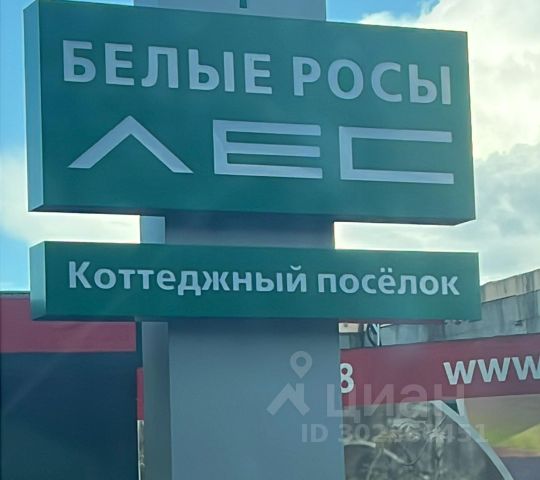 БЕЛЫЕ РОСЫ
ЛЕС
Коттеджный посёлок
8 www.
циан